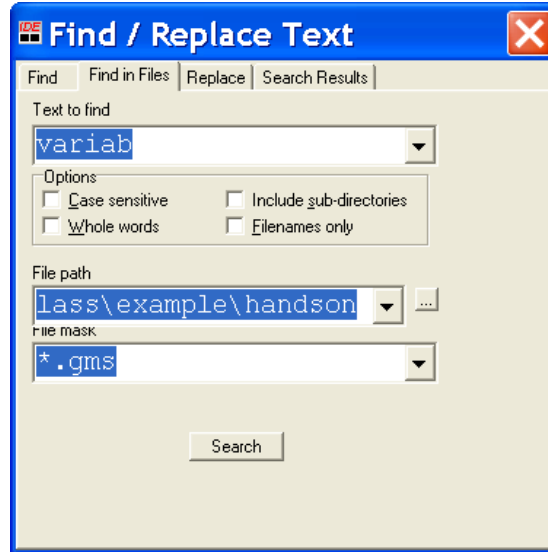 IDE Find / Replace Text
Find Find in Files Replace Search Results
Text to find
variab
Options
Case sensitive Include sub-directories
Whole words Filenames only
File path
lass\example\handson ...
File mask
*.gms
Search